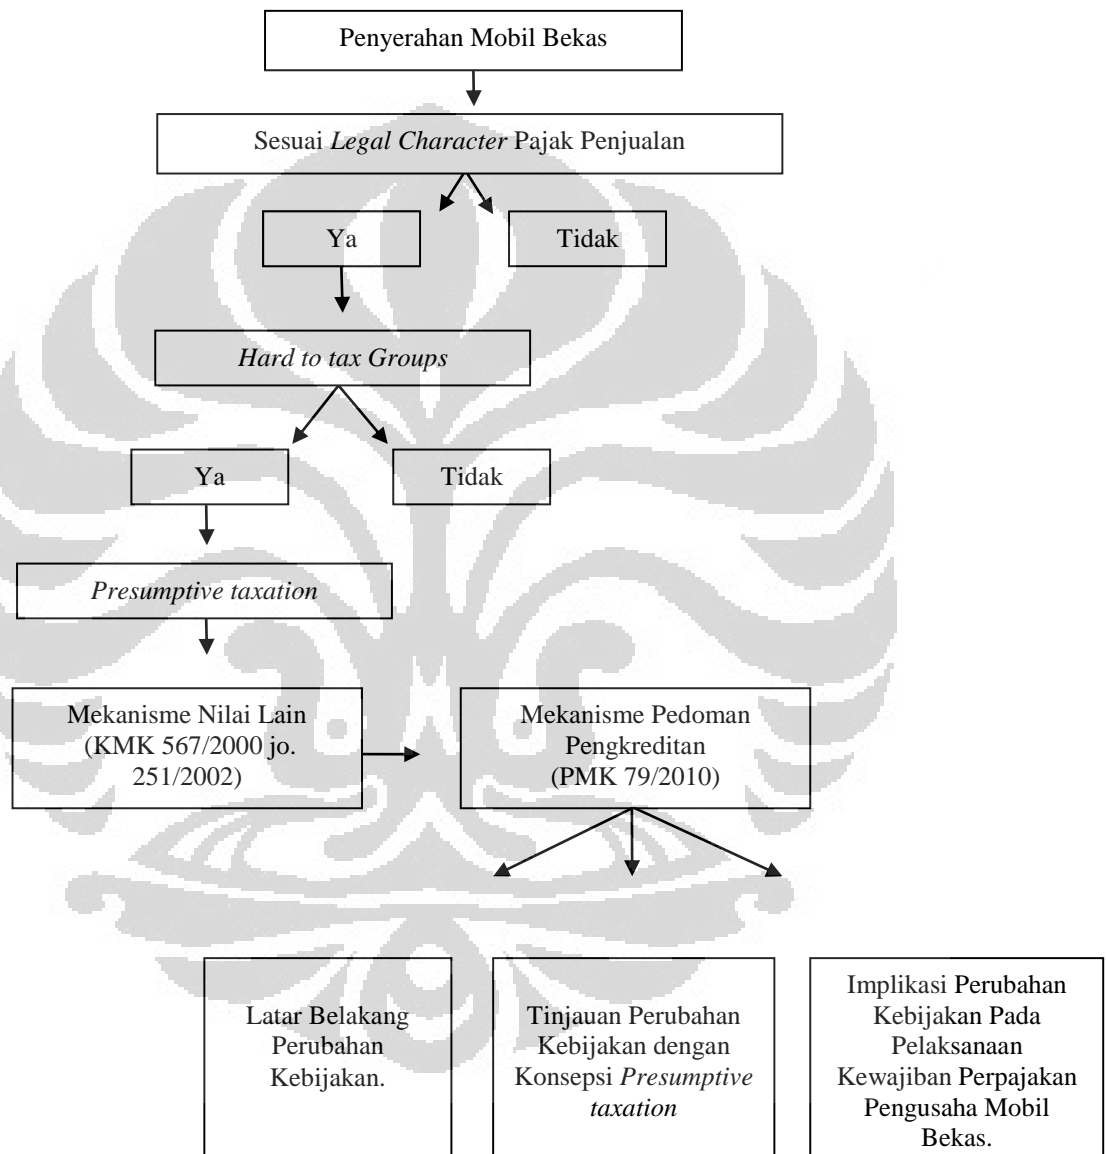 Penyerahan Mobil Bekas
Sesuai Legal Character Pajak Penjualan
Ya
Tidak
Hard to tax Groups
Ya
Tidak
Presumptive taxation
Mekanisme Nilai Lain
(KMK 567/2000 jo.
251/2002)
Mekanisme Pedoman
Pengkreditan
(PMK 79/2010)
Latar Belakang
Perubahan
Kebijakan.
Tinjauan Perubahan
Kebijakan dengan
Konsepsi Presumptive
taxation
Implikasi Perubahan
Kebijakan Pada
Pelaksanaan
Kewajiban Perpajakan
Pengusaha Mobil
Bekas.